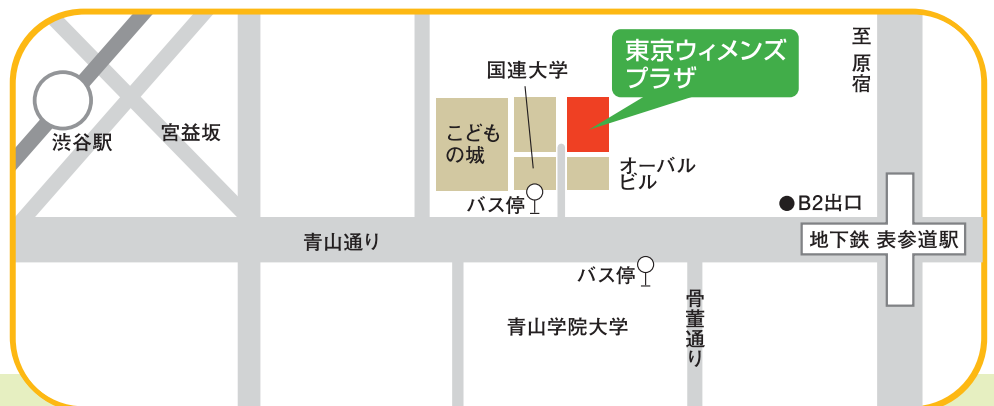 東京ウィメンズ
プラザ
至 原宿
国連大学
こども
の城
宮益坂
渋谷駅
オーバル
ビル
バス停
●B2出口
青山通り
地下鉄 表参道駅
バス停
骨董通り
青山学院大学